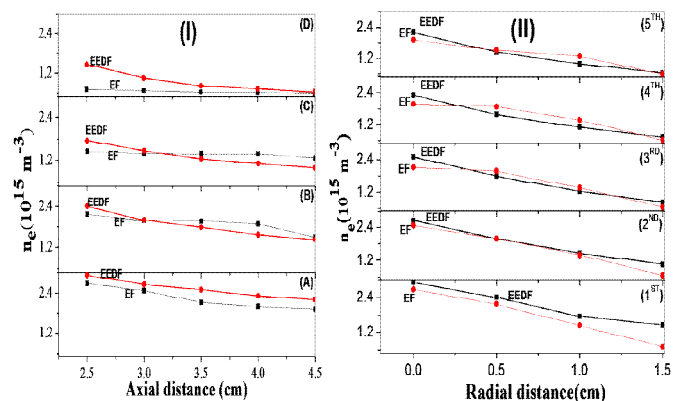 (I)
(D)
2.4
EEDF
1.2
EF
(C)
2.4
EEDF
EF
1.2
(B)
2.4
EEDF
EF
1.2
(A)
EEDF
2.4
EF
1.2
n_e(10^15 m^-3)
2.5 3.0 3.5 4.0 4.5
Axial distance (cm)
(II)
(5TH)
2.4
EEDF
EF
1.2
(4TH)
2.4
EEDF
EF
1.2
(3RD)
2.4
EEDF
EF
1.2
(2ND)
2.4
EEDF
EF
1.2
(1ST)
2.4
EEDF
EF
1.2
n_e(10^15 m^-3)
0.0 0.5 1.0 1.5
Radial distance(cm)